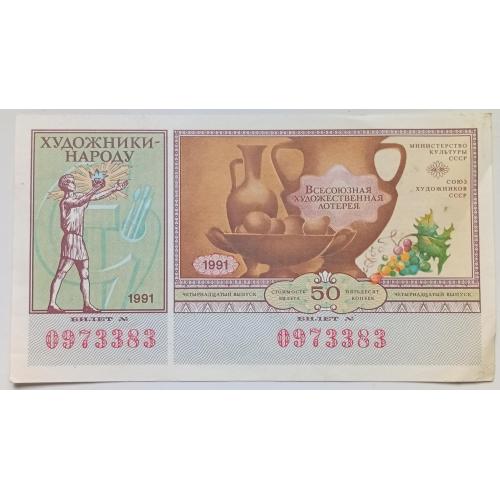 ХУДОЖНИКИ-
НАРОДУ
1991
БИЛЕТ №
0973383
ВСЕСОЮЗНАЯ
ХУДОЖЕСТВЕННАЯ
ЛОТЕРЕЯ
МИНИСТЕРСТВО
КУЛЬТУРЫ
СССР
СОЮЗ
ХУДОЖНИКОВ
СССР
1991
ЧЕТЫРНАДЦАТЫЙ ВЫПУСК
СТОИМОСТЬ
БИЛЕТА
50
ПЯТЬДЕСЯТ
КОПЕЕК
ЧЕТЫРНАДЦАТЫЙ ВЫПУСК
БИЛЕТ №
0973383